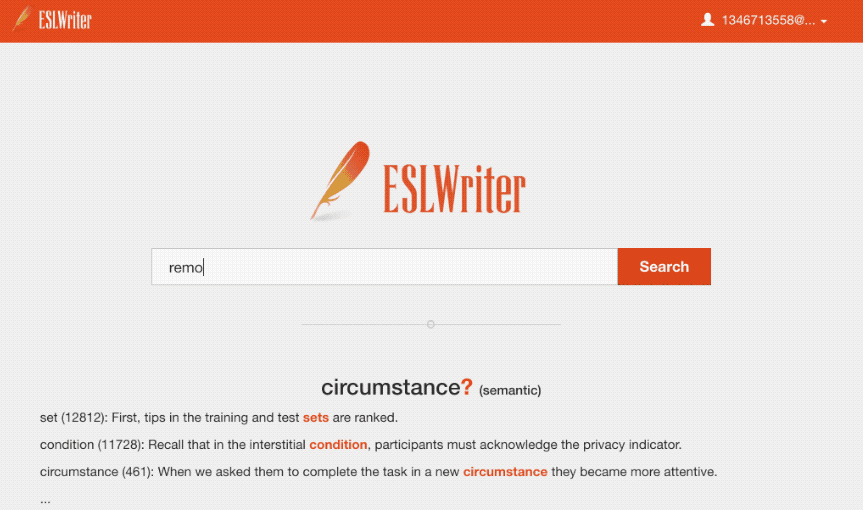 ESLWriter
1346713558@...
ESLWriter
remo
Search
circumstance? (semantic)
set (12812): First, tips in the training and test sets are ranked.
condition (11728): Recall that in the interstitial condition, participants must acknowledge the privacy indicator.
circumstance (461): When we asked them to complete the task in a new circumstance they became more attentive.
...